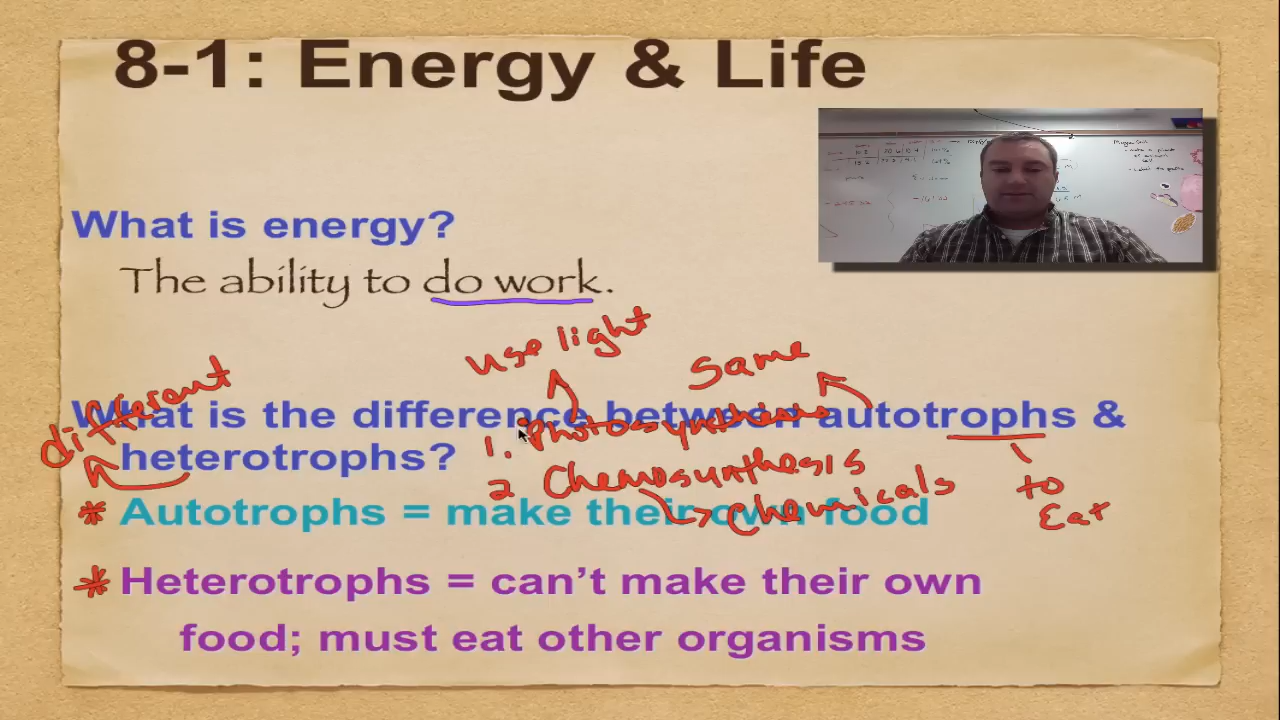 8-1: Energy & Life
What is energy?
The ability to do work.
use light
Same
different
What is the difference between autotrophs &
1. Photosynthesis
heterotrophs?
2 Chemosynthesis
chemicals
to
Eat
* Autotrophs = make their own food
* Heterotrophs = can't make their own
food; must eat other organisms